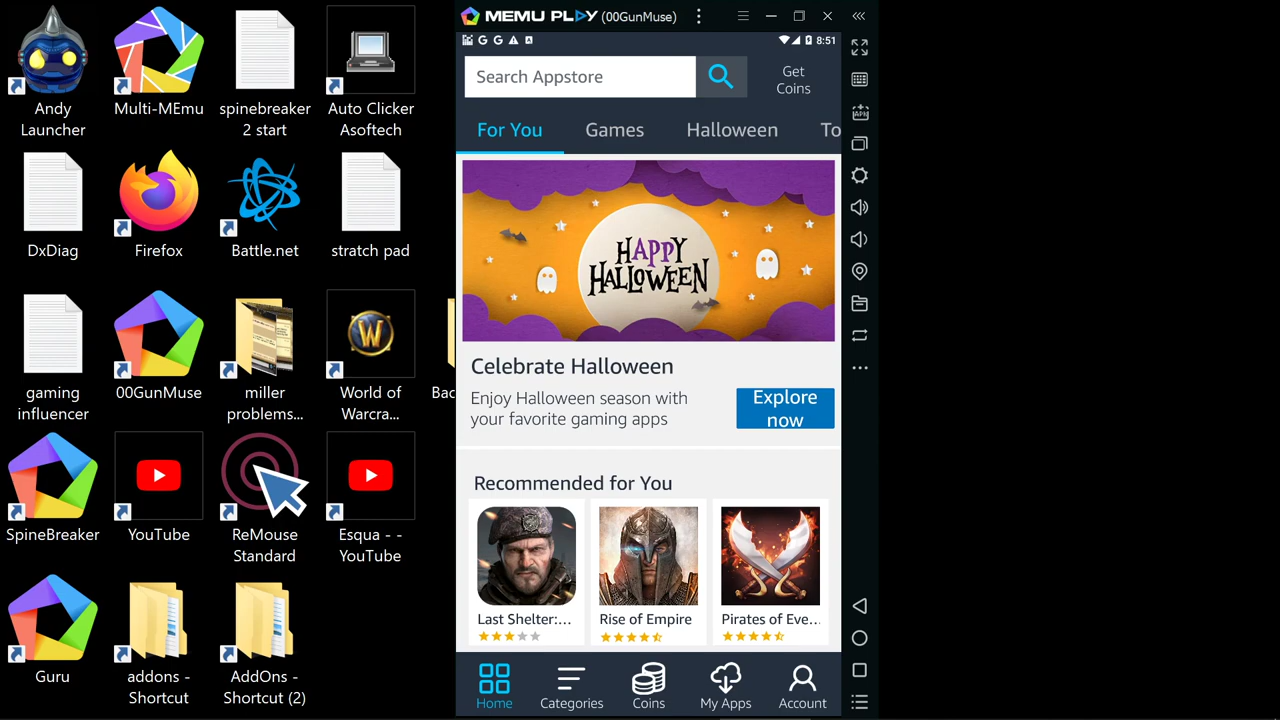 Andy
Launcher
Multi-MEmu
spinebreaker
2 start
Auto Clicker
Asoftech
DxDiag
Firefox
Battle.net
stratch pad
gaming
influencer
00GunMuse
miller
problems...
World of
Warcra...
Bac
SpineBreaker
YouTube
ReMouse
Standard
Esqua - -
YouTube
Guru
addons -
Shortcut
AddOns -
Shortcut (2)
MEMU PLAY (00GunMuse)
8:51
Search Appstore
Get
Coins
For You
Games
Halloween
To
HAPPY
HALLOWEEN
Celebrate Halloween
Enjoy Halloween season with
your favorite gaming apps
Explore
now
Recommended for You
Last Shelter:...
Rise of Empire
Pirates of Eve...
Home
Categories
Coins
My Apps
Account